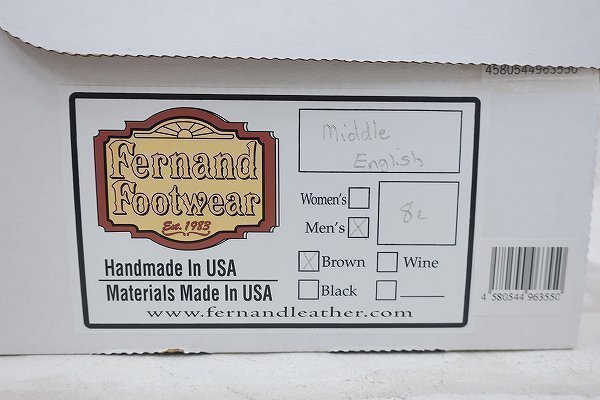 4580544963550
Fernand
Footwear
Est. 1983
Handmade In USA
Materials Made In USA
www.fernandleather.com
Middle
English
Women's
Men's X
8e
X Brown
Wine
Black
4 580544 963550